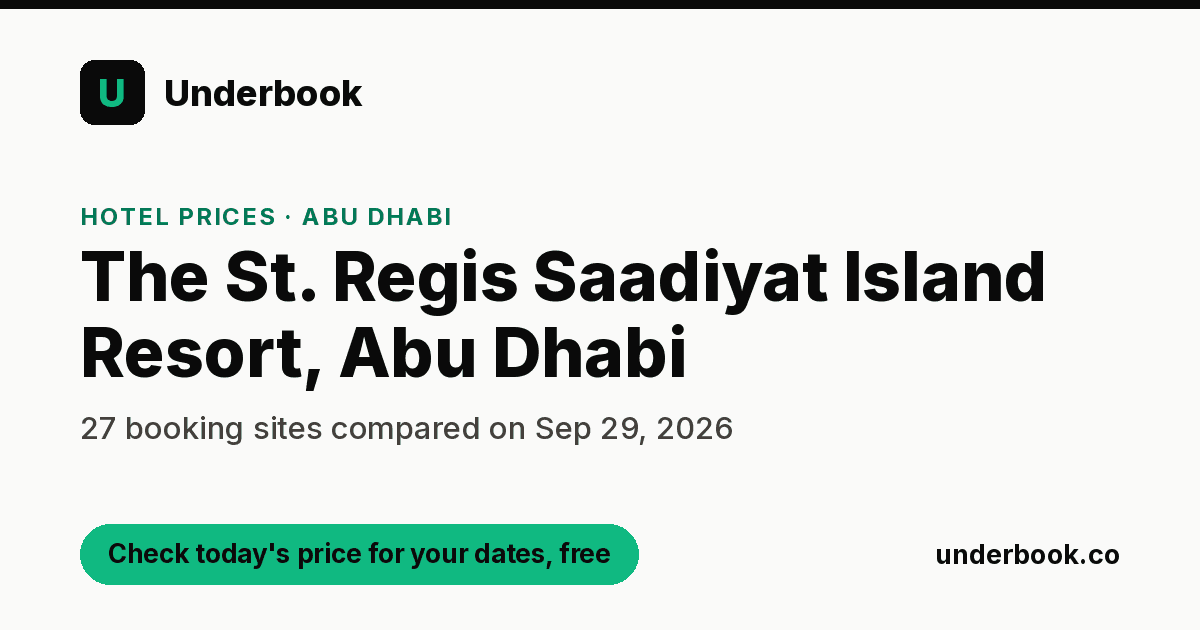 U Underbook
HOTEL PRICES · ABU DHABI
The St. Regis Saadiyat Island
Resort, Abu Dhabi
27 booking sites compared on Sep 29, 2026
Check today's price for your dates, free
underbook.co